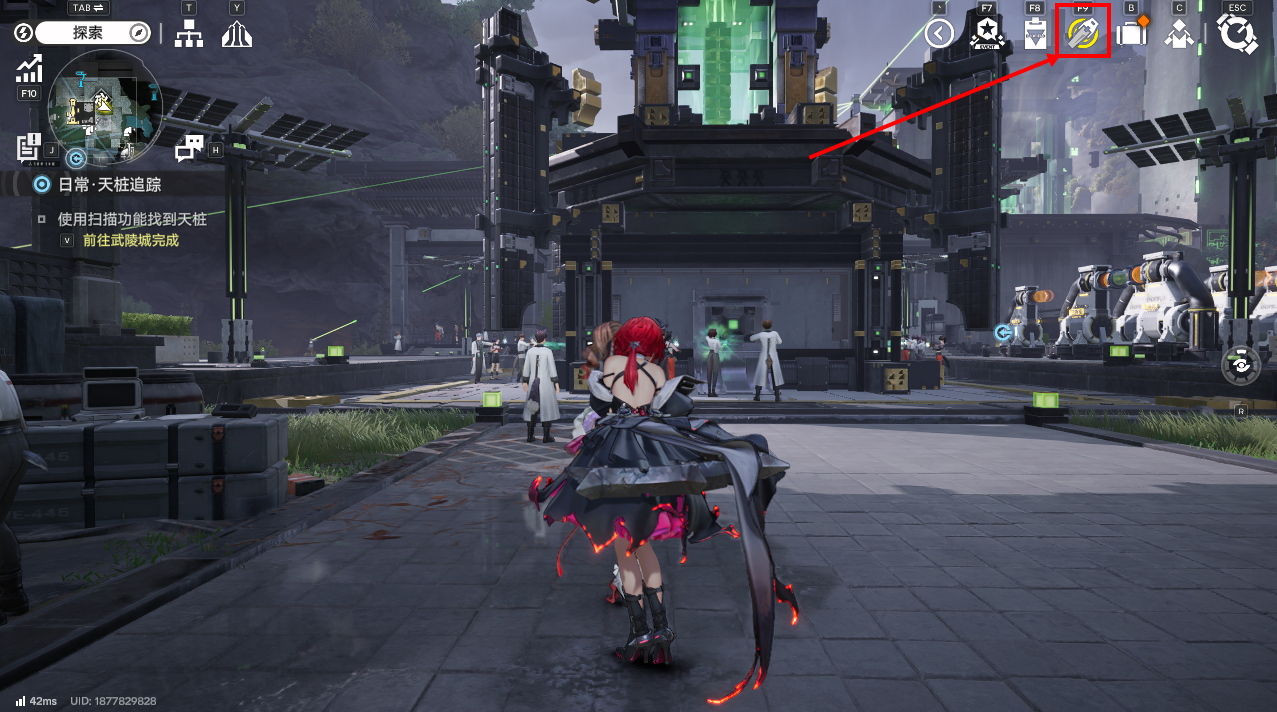 TAB ⇌
T
Y
探索
F10
J
H
日常·天桩追踪
使用扫描功能找到天桩
V 前往武陵城完成
F7
F8
F9
B
C
ESC
EVENT
R
42ms UID: 1877829828